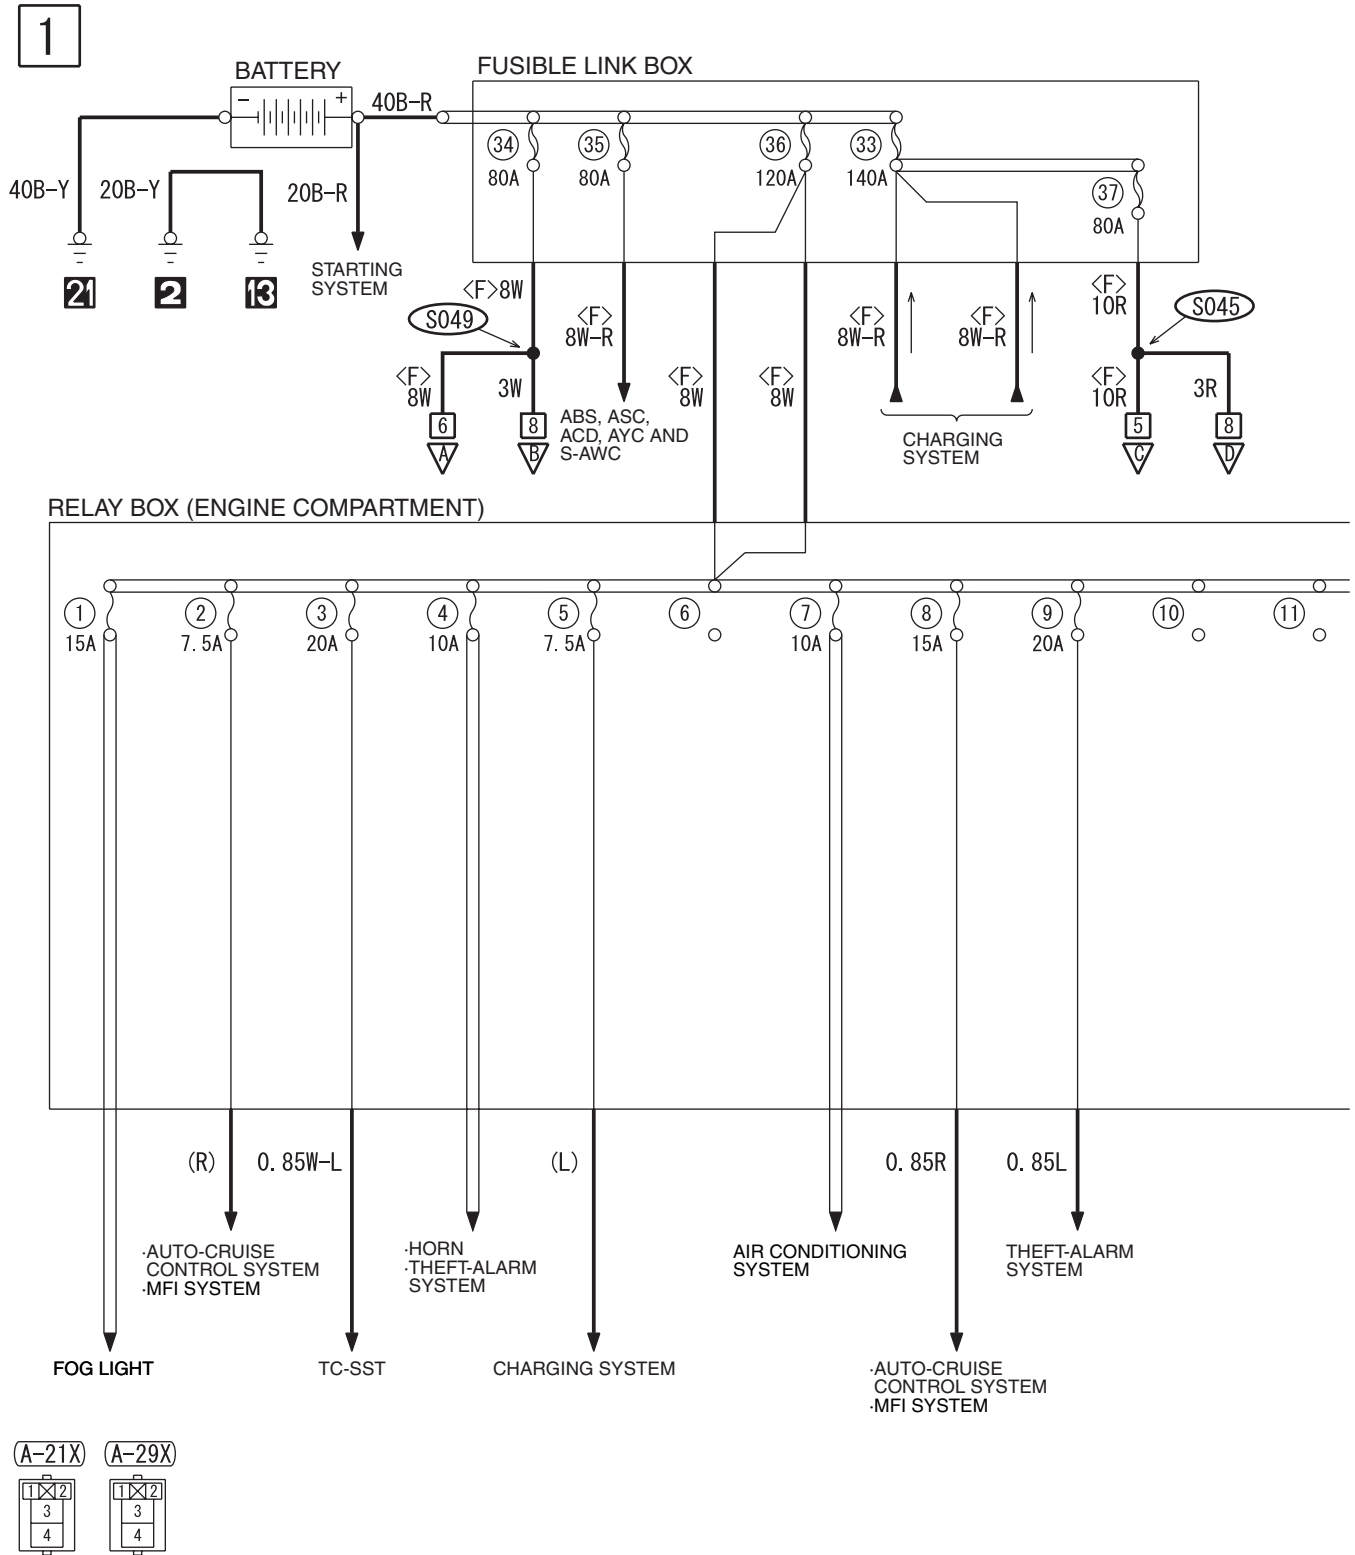 1
BATTERY
FUSIBLE LINK BOX
− +
40B-R
34
80A
35
80A
36
120A
33
140A
37
80A
40B-Y
20B-Y
20B-R
21
2
13
STARTING
SYSTEM
<F>8W
S049
<F>
8W-R
<F>
8W-R
<F>
8W-R
<F>
10R
S045
<F>
8W
3W
<F>
8W
<F>
8W
<F>
10R
3R
6
A
8
B
ABS, ASC,
ACD, AYC AND
S-AWC
CHARGING
SYSTEM
5
C
8
D
RELAY BOX (ENGINE COMPARTMENT)
1
15A
2
7.5A
3
20A
4
10A
5
7.5A
6
7
10A
8
15A
9
20A
10
11
(R)
0.85W-L
(L)
0.85R
0.85L
·AUTO-CRUISE
CONTROL SYSTEM
·MFI SYSTEM
·HORN
·THEFT-ALARM
SYSTEM
AIR CONDITIONING
SYSTEM
THEFT-ALARM
SYSTEM
FOG LIGHT
TC-SST
CHARGING SYSTEM
·AUTO-CRUISE
CONTROL SYSTEM
·MFI SYSTEM
(A-21X)
(A-29X)
1 2
3
4
1 2
3
4